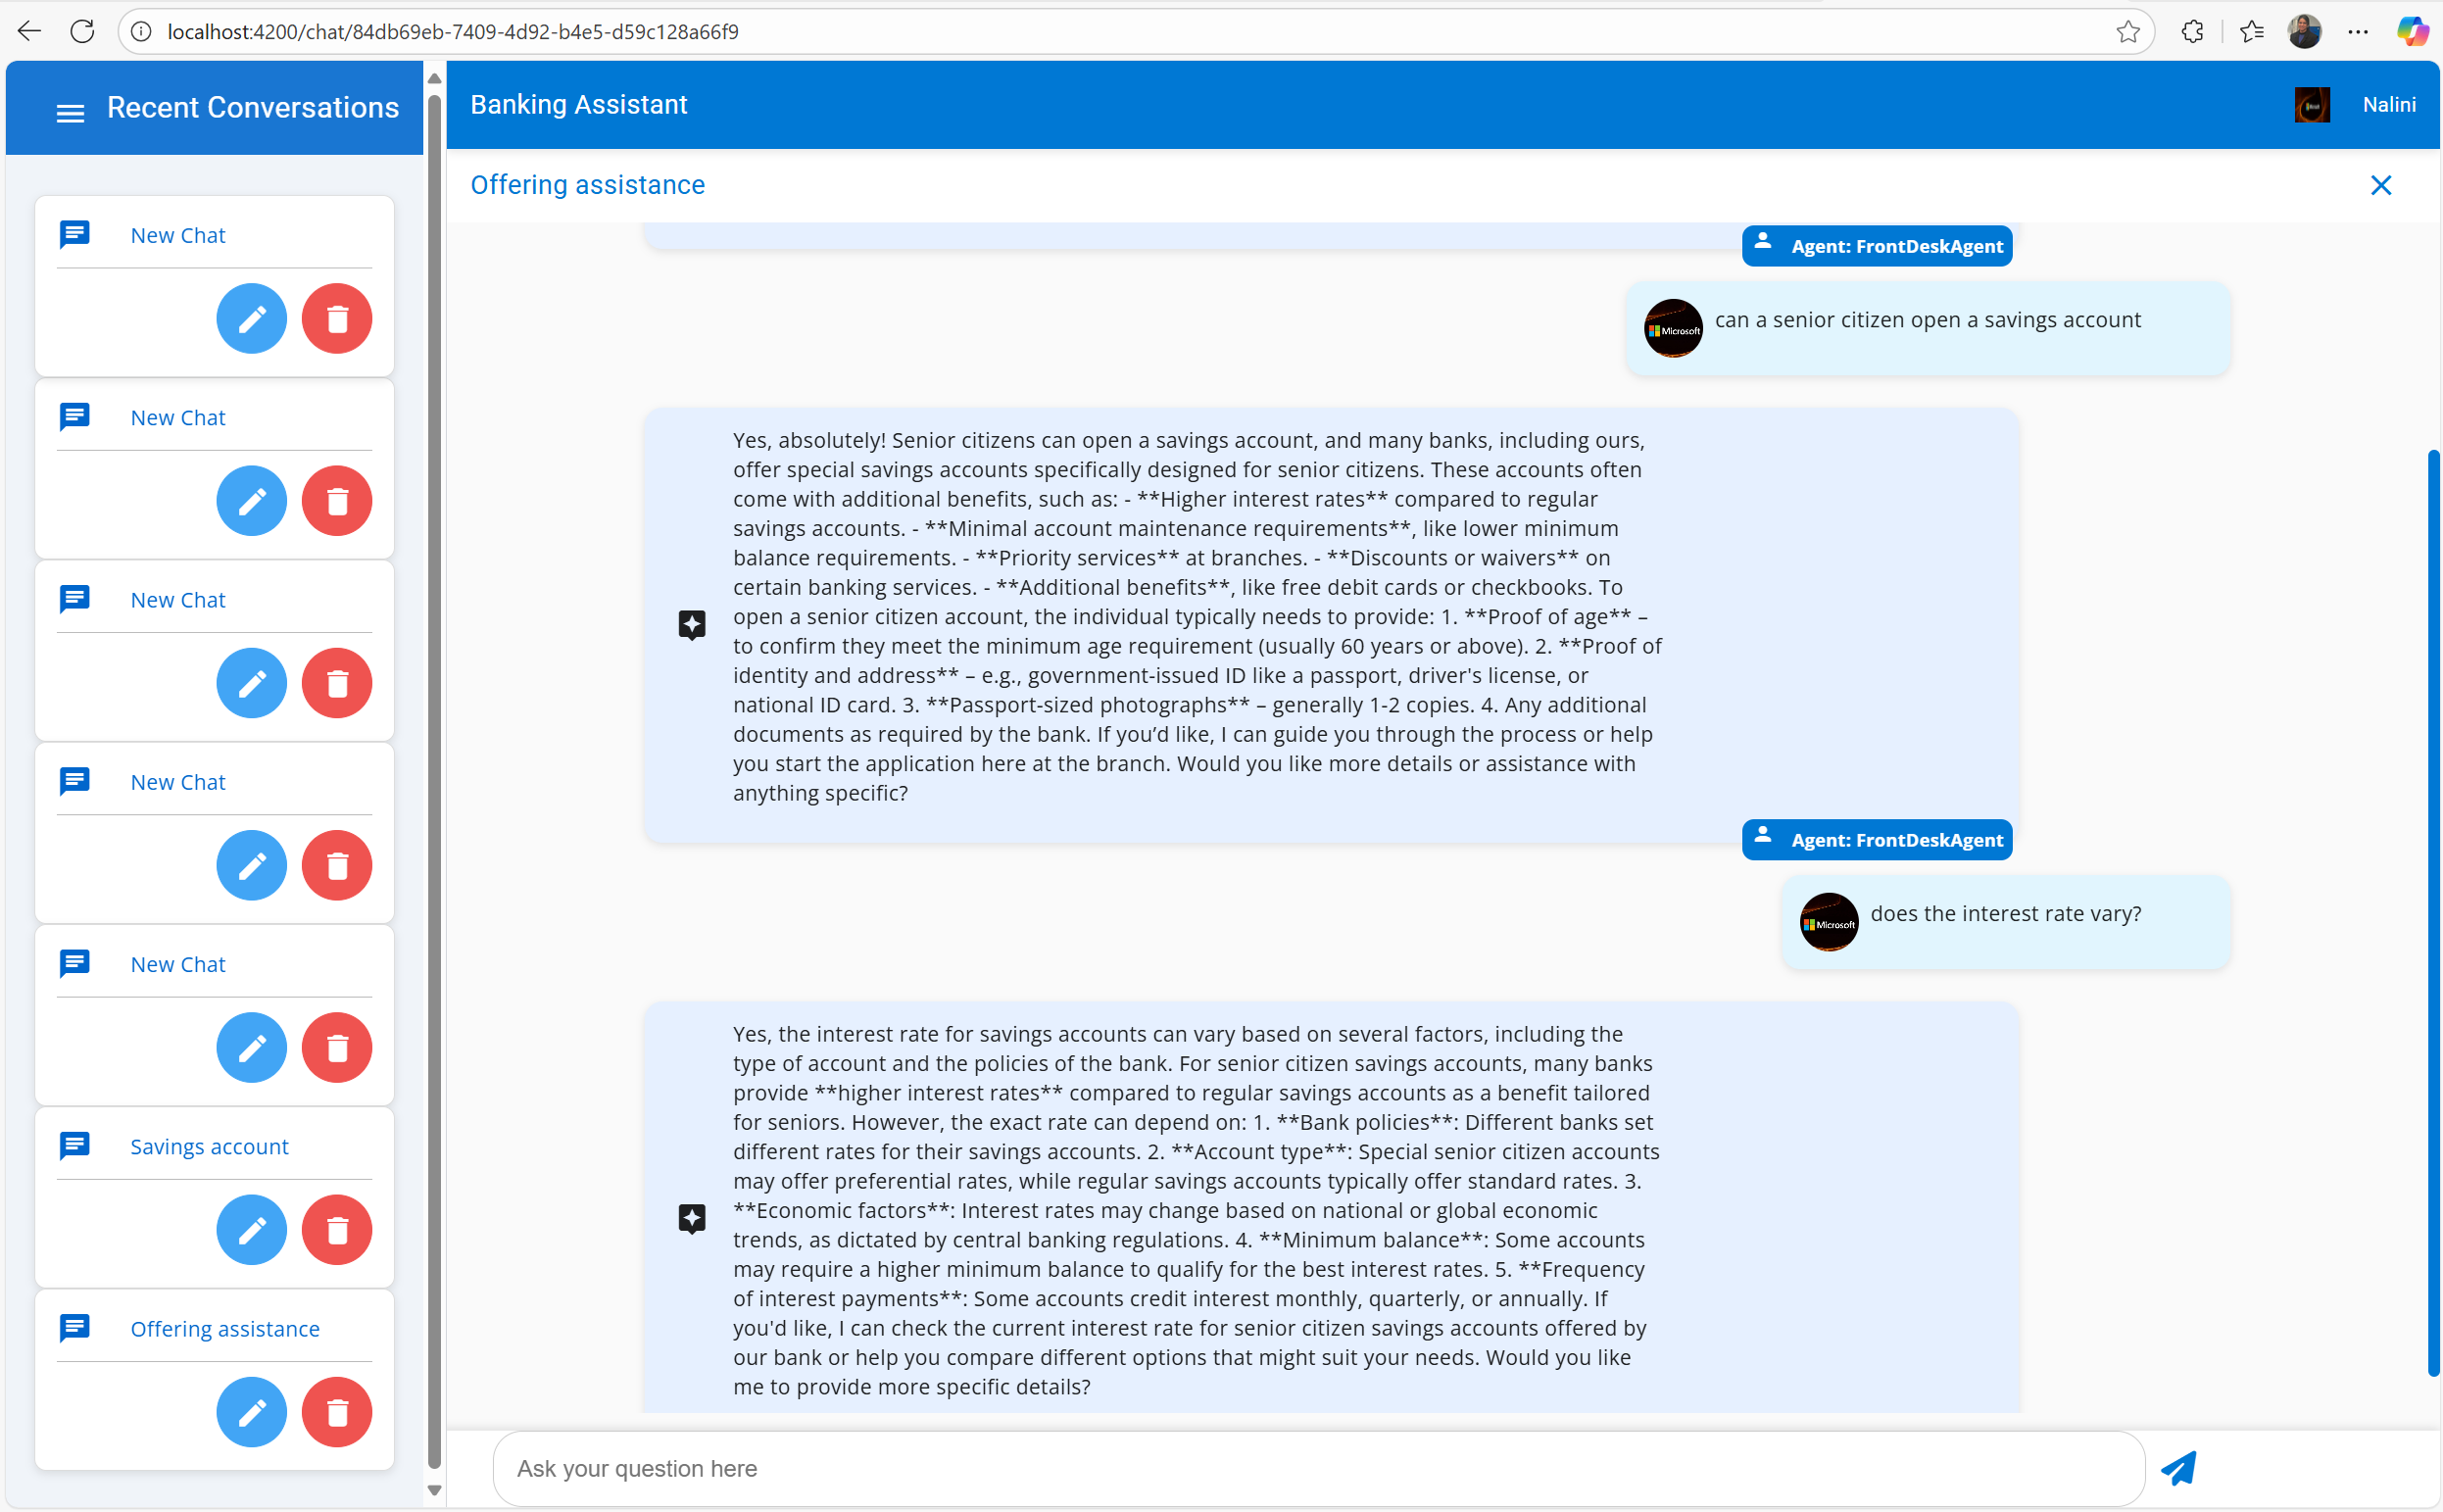 localhost:4200/chat/84db69eb-7409-4d92-b4e5-d59c128a66f9
Recent Conversations
New Chat
New Chat
New Chat
New Chat
New Chat
Savings account
Offering assistance
Banking Assistant
Nalini
Offering assistance
Agent: FrontDeskAgent
Microsoft
can a senior citizen open a savings account
Yes, absolutely! Senior citizens can open a savings account, and many banks, including ours,
offer special savings accounts specifically designed for senior citizens. These accounts often
come with additional benefits, such as: - **Higher interest rates** compared to regular
savings accounts. - **Minimal account maintenance requirements**, like lower minimum
balance requirements. - **Priority services** at branches. - **Discounts or waivers** on
certain banking services. - **Additional benefits**, like free debit cards or checkbooks. To
open a senior citizen account, the individual typically needs to provide: 1. **Proof of age** –
to confirm they meet the minimum age requirement (usually 60 years or above). 2. **Proof of
identity and address** – e.g., government-issued ID like a passport, driver's license, or
national ID card. 3. **Passport-sized photographs** – generally 1-2 copies. 4. Any additional
documents as required by the bank. If you’d like, I can guide you through the process or help
you start the application here at the branch. Would you like more details or assistance with
anything specific?
Agent: FrontDeskAgent
Microsoft
does the interest rate vary?
Yes, the interest rate for savings accounts can vary based on several factors, including the
type of account and the policies of the bank. For senior citizen savings accounts, many banks
provide **higher interest rates** compared to regular savings accounts as a benefit tailored
for seniors. However, the exact rate can depend on: 1. **Bank policies**: Different banks set
different rates for their savings accounts. 2. **Account type**: Special senior citizen accounts
may offer preferential rates, while regular savings accounts typically offer standard rates. 3.
**Economic factors**: Interest rates may change based on national or global economic
trends, as dictated by central banking regulations. 4. **Minimum balance**: Some accounts
may require a higher minimum balance to qualify for the best interest rates. 5. **Frequency
of interest payments**: Some accounts credit interest monthly, quarterly, or annually. If
you'd like, I can check the current interest rate for senior citizen savings accounts offered by
our bank or help you compare different options that might suit your needs. Would you like
me to provide more specific details?
Ask your question here